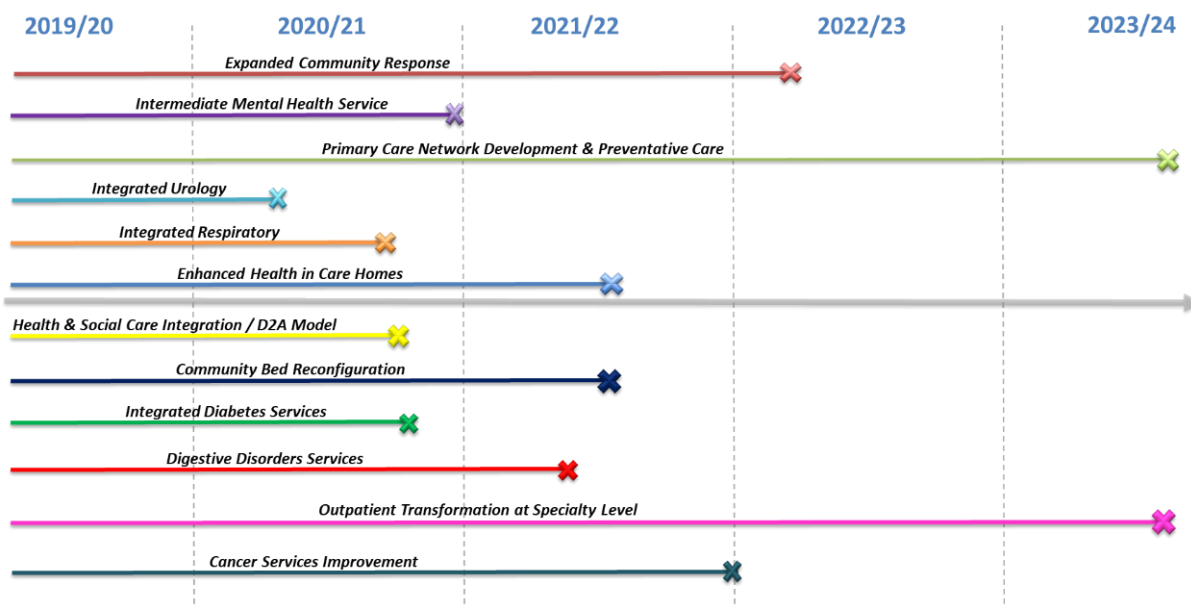 2019/20 2020/21 2021/22 2022/23 2023/24
Expanded Community Response
Intermediate Mental Health Service
Primary Care Network Development & Preventative Care
Integrated Urology
Integrated Respiratory
Enhanced Health in Care Homes
Health & Social Care Integration / D2A Model
Community Bed Reconfiguration
Integrated Diabetes Services
Digestive Disorders Services
Outpatient Transformation at Specialty Level
Cancer Services Improvement